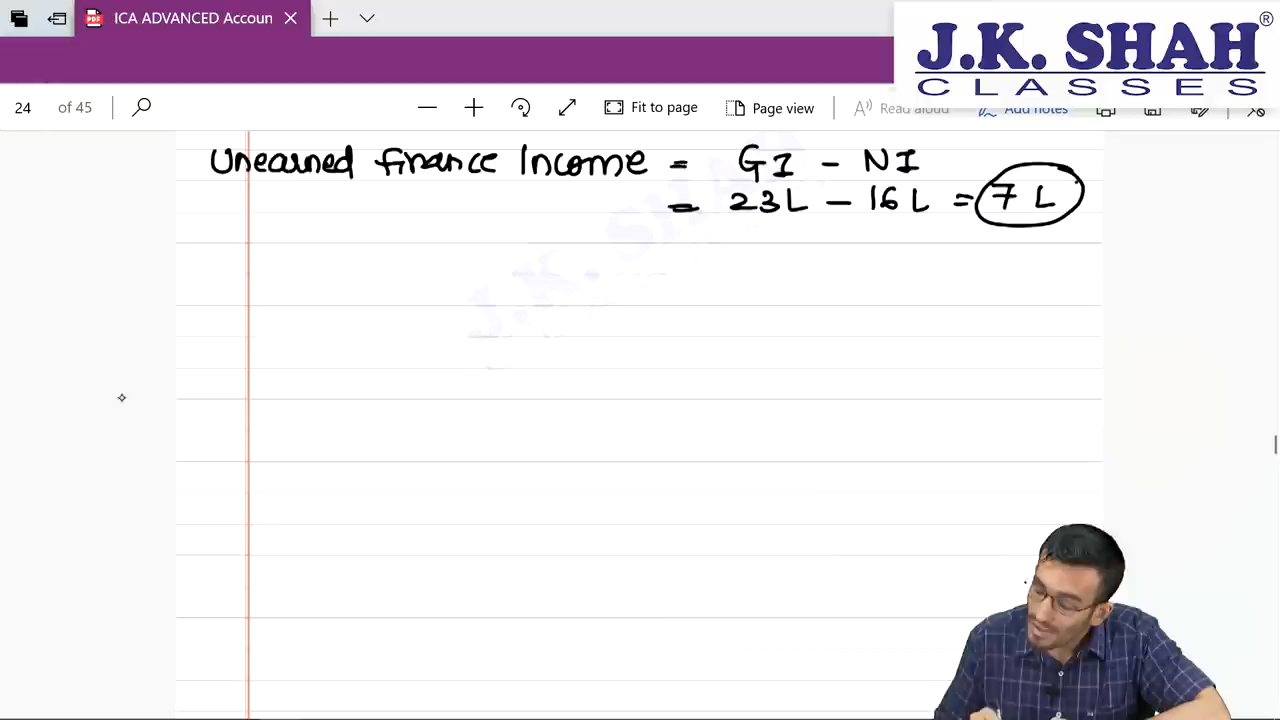 ICA ADVANCED Accoun
J.K. SHAH®
CLASSES
24 of 45 Fit to page Page view Read aloud Add notes
Unearned finance Income = GI - NI
= 23L - 16L = 7 L
J.K. SHAH